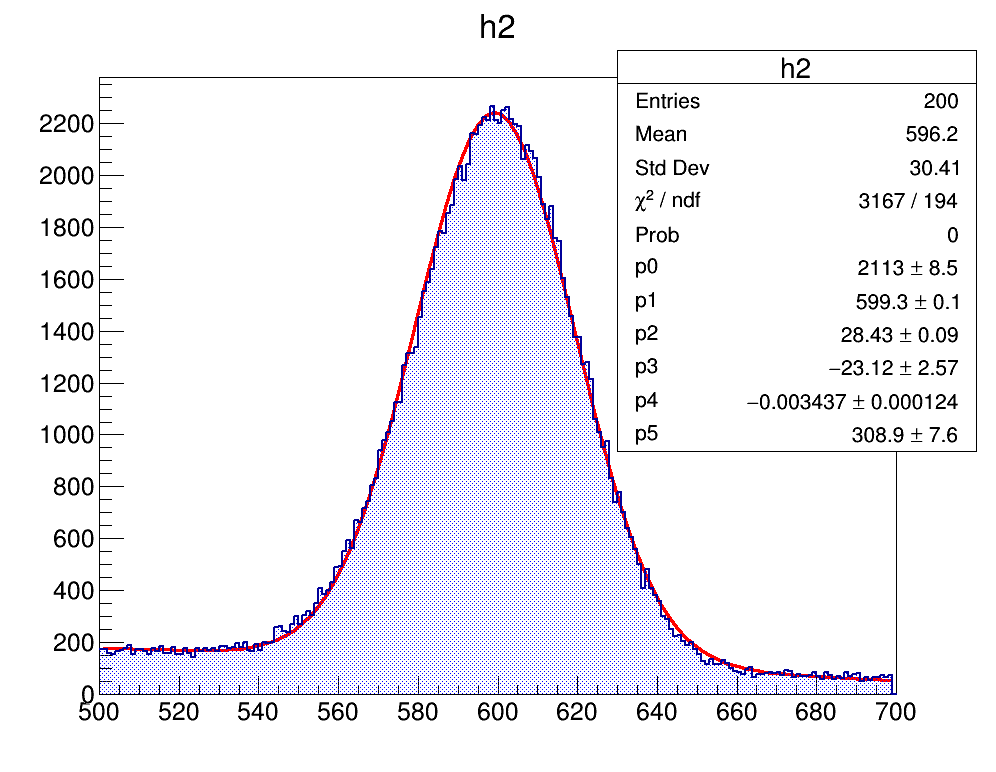 h2
h2
Entries 200
Mean 596.2
Std Dev 30.41
χ² / ndf 3167 / 194
Prob 0
p0 2113 ± 8.5
p1 599.3 ± 0.1
p2 28.43 ± 0.09
p3 −23.12 ± 2.57
p4 −0.003437 ± 0.000124
p5 308.9 ± 7.6
2200
2000
1800
1600
1400
1200
1000
800
600
400
200
0
500 520 540 560 580 600 620 640 660 680 700